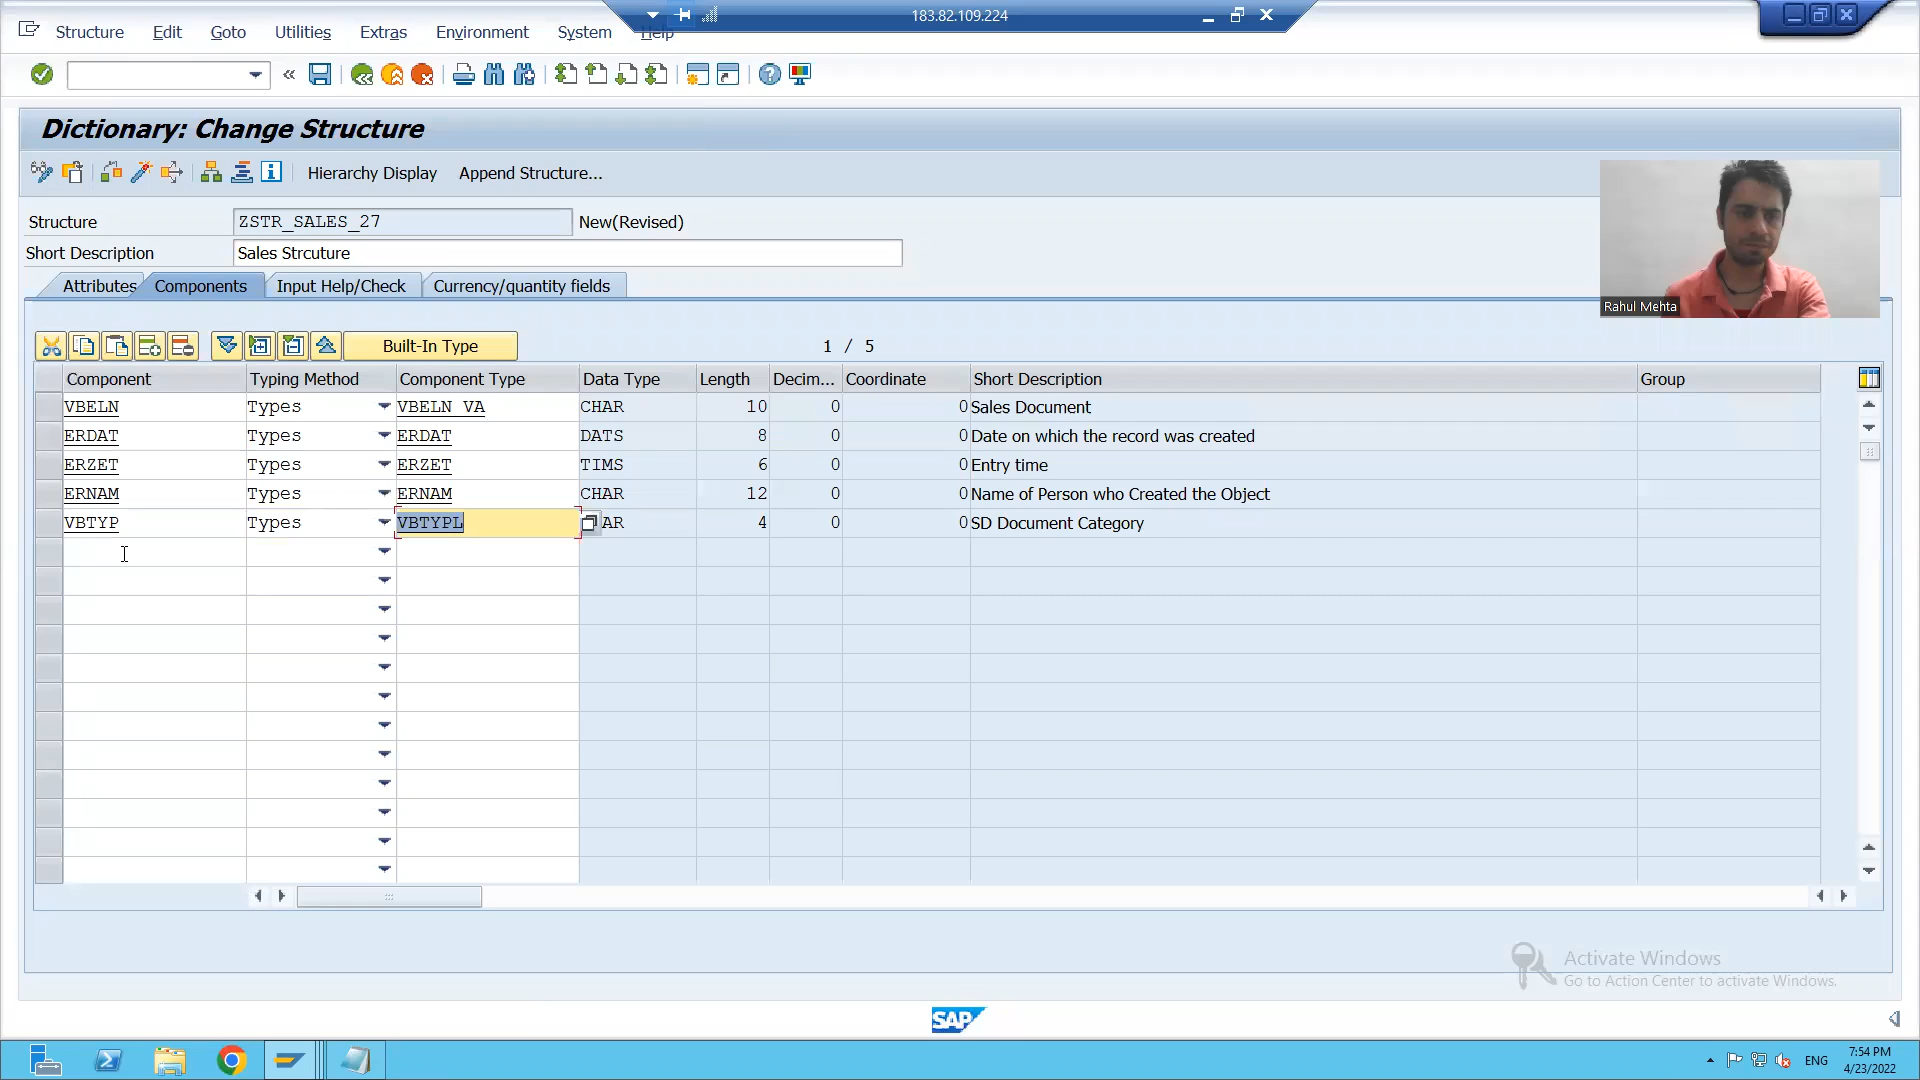 183.82.109.224
Structure Edit Goto Utilities Extras Environment System Help
Dictionary: Change Structure
Hierarchy Display Append Structure...
Structure ZSTR_SALES_27 New(Revised)
Short Description Sales Strcuture
Rahul Mehta
Attributes Components Input Help/Check Currency/quantity fields
Built-In Type 1 / 5
Component Typing Method Component Type Data Type Length Decim... Coordinate Short Description Group
VBELN Types VBELN_VA CHAR 10 0 0 Sales Document
ERDAT Types ERDAT DATS 8 0 0 Date on which the record was created
ERZET Types ERZET TIMS 6 0 0 Entry time
ERNAM Types ERNAM CHAR 12 0 0 Name of Person who Created the Object
VBTYP Types VBTYPL AR 4 0 0 SD Document Category
Activate Windows
Go to Action Center to activate Windows.
SAP
ENG
7:54 PM
4/23/2022